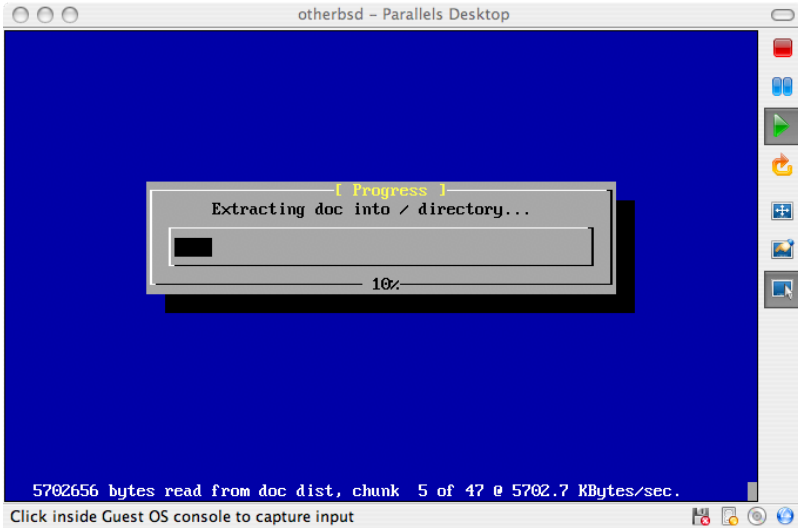 otherbsd – Parallels Desktop
[ Progress ]
Extracting doc into / directory...
10%
5702656 bytes read from doc dist, chunk  5 of 47 @ 5702.7 KBytes/sec.
Click inside Guest OS console to capture input